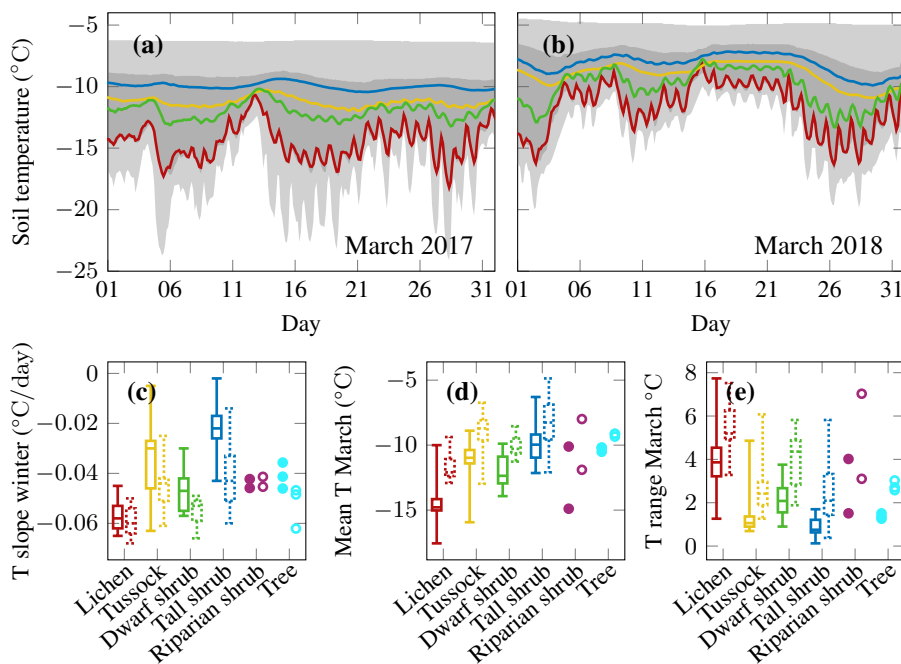 Soil temperature (°C)
−5
−10
−15
−20
−25
(a)
March 2017
01 06 11 16 21 26 31
Day
(b)
March 2018
01 06 11 16 21 26 31
Day
T slope winter (°C/day)
0
−0.02
−0.04
−0.06
(c)
Lichen
Tussock
Dwarf shrub
Tall shrub
Riparian shrub
Tree
Mean T March (°C)
−5
−10
−15
(d)
Lichen
Tussock
Dwarf shrub
Tall shrub
Riparian shrub
Tree
T range March °C
8
6
4
2
0
(e)
Lichen
Tussock
Dwarf shrub
Tall shrub
Riparian shrub
Tree